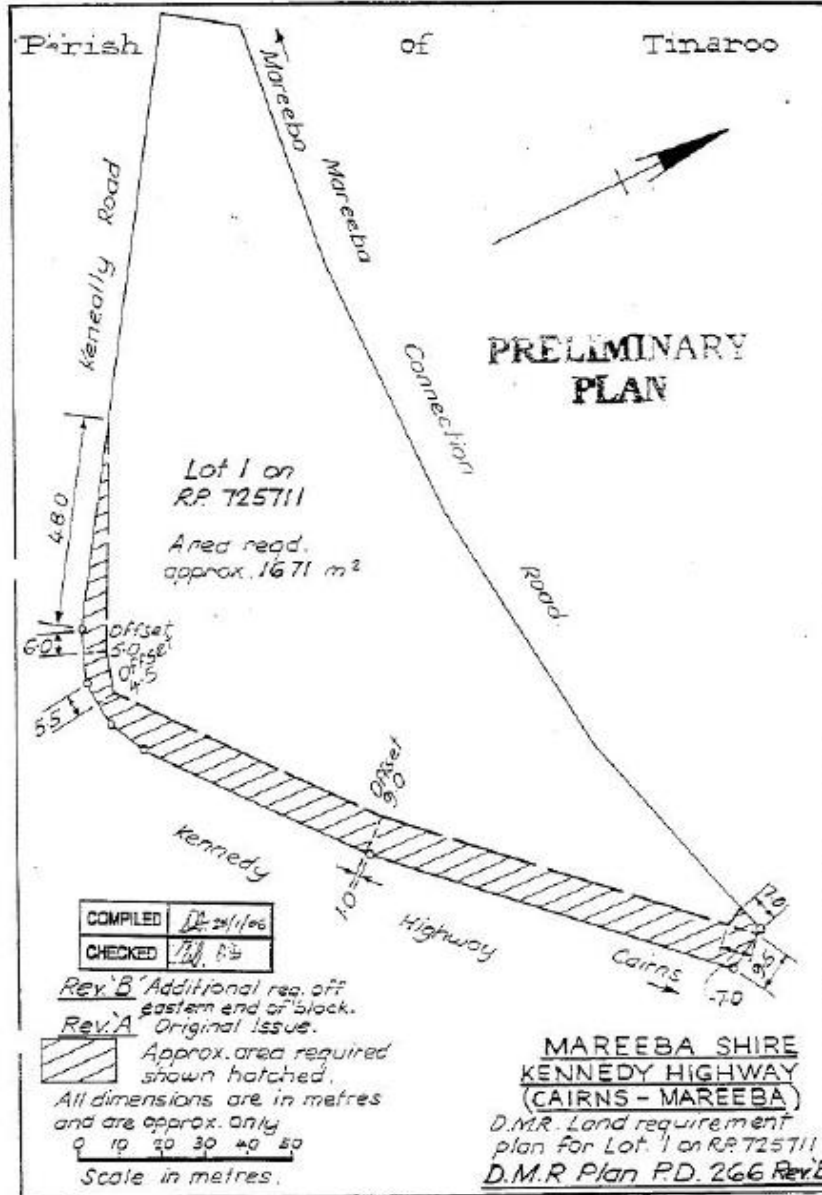 Parish of Tinaroo
Keneally Road
Mareeba
Mareeba Connection Road
PRELIMINARY
PLAN
Lot 1 on
R.P. 725711
Area reqd.
approx. 1671 m²
48.0
6.0
Offset
5.0
Offset
4.5
5.5
Offset
9.0
1.0
Kennedy Highway
Cairns
7.0
9.5
7.0
COMPILED
CHECKED
Rev. 'B' Additional req. off
eastern end of block.
Rev. 'A' Original Issue.
Approx. area required
shown hatched.
All dimensions are in metres
and are approx. only
0 10 20 30 40 50
Scale in metres.
MAREEBA SHIRE
KENNEDY HIGHWAY
(CAIRNS - MAREEBA)
D.M.R. Land requirement
plan for Lot 1 on R.P. 725711
D.M.R Plan P.D. 266 Rev.'B